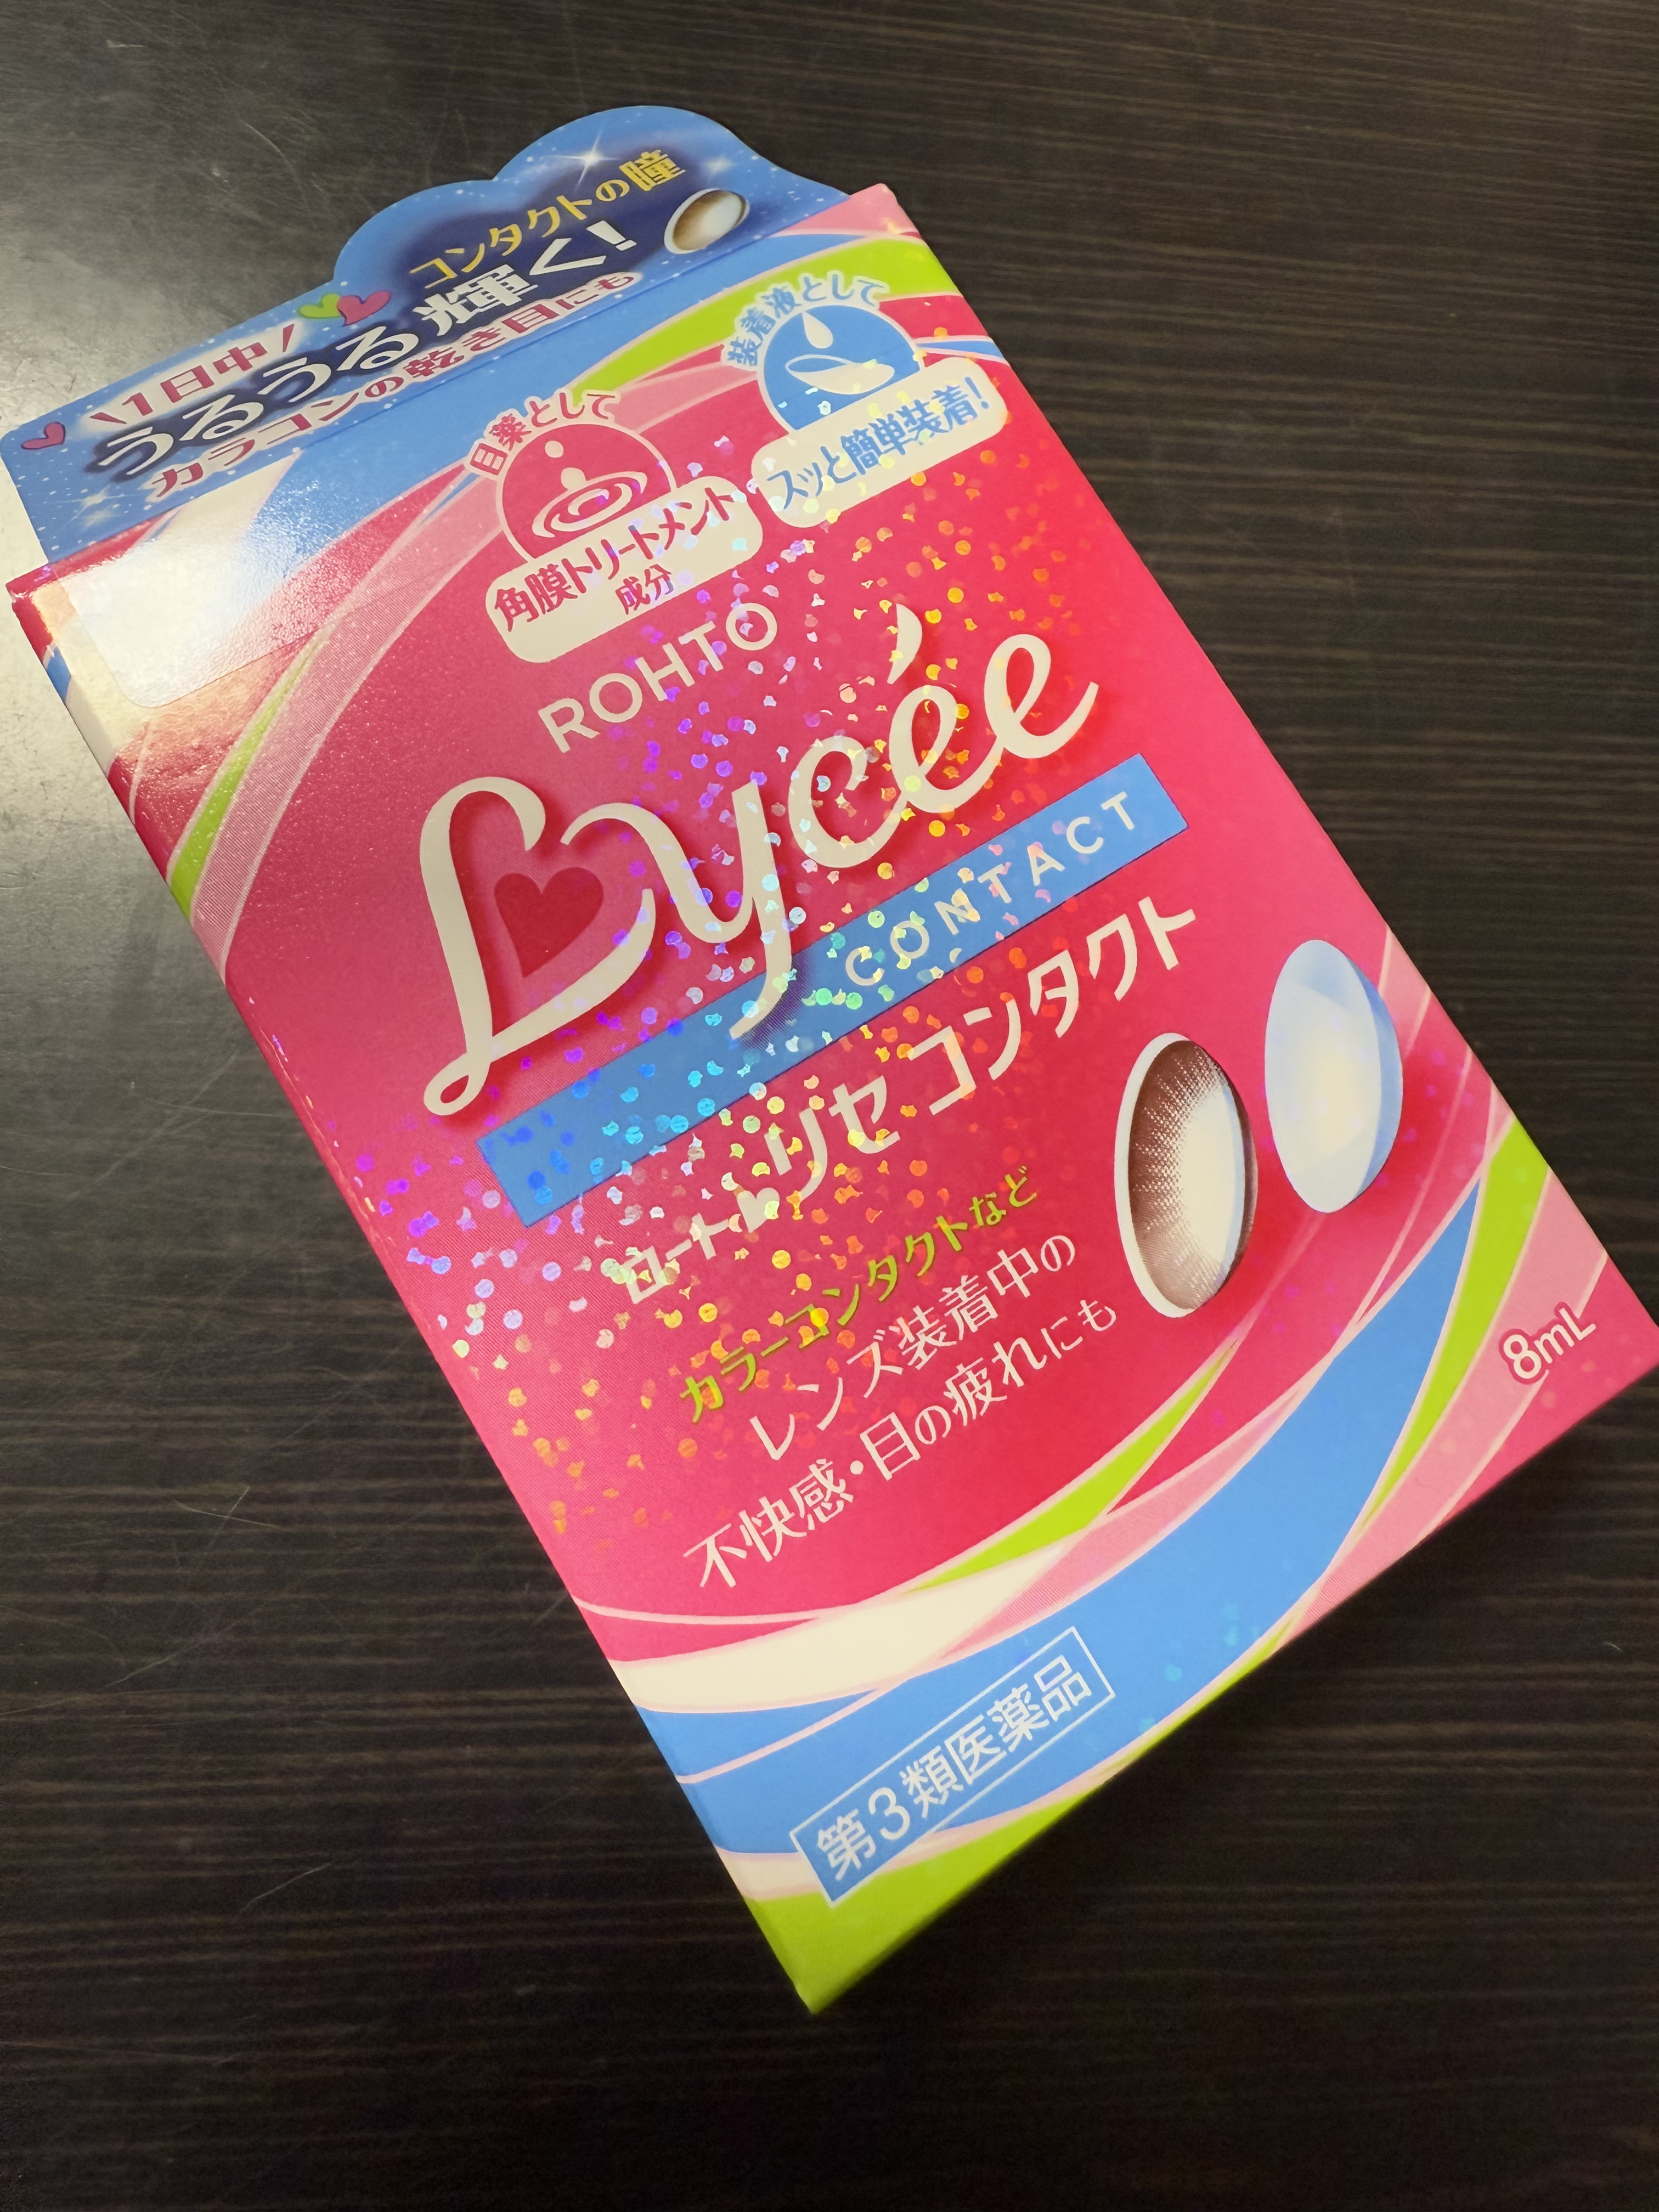 コンタクトの瞳
\1日中/
うるうる輝く!
カラコンの乾き目にも
目薬として
角膜トリートメント
成分
装着液として
スッと簡単装着!
ROHTO
Lycée
CONTACT
ロートリセ コンタクト
カラーコンタクトなど
レンズ装着中の
不快感・目の疲れにも
8mL
第3類医薬品